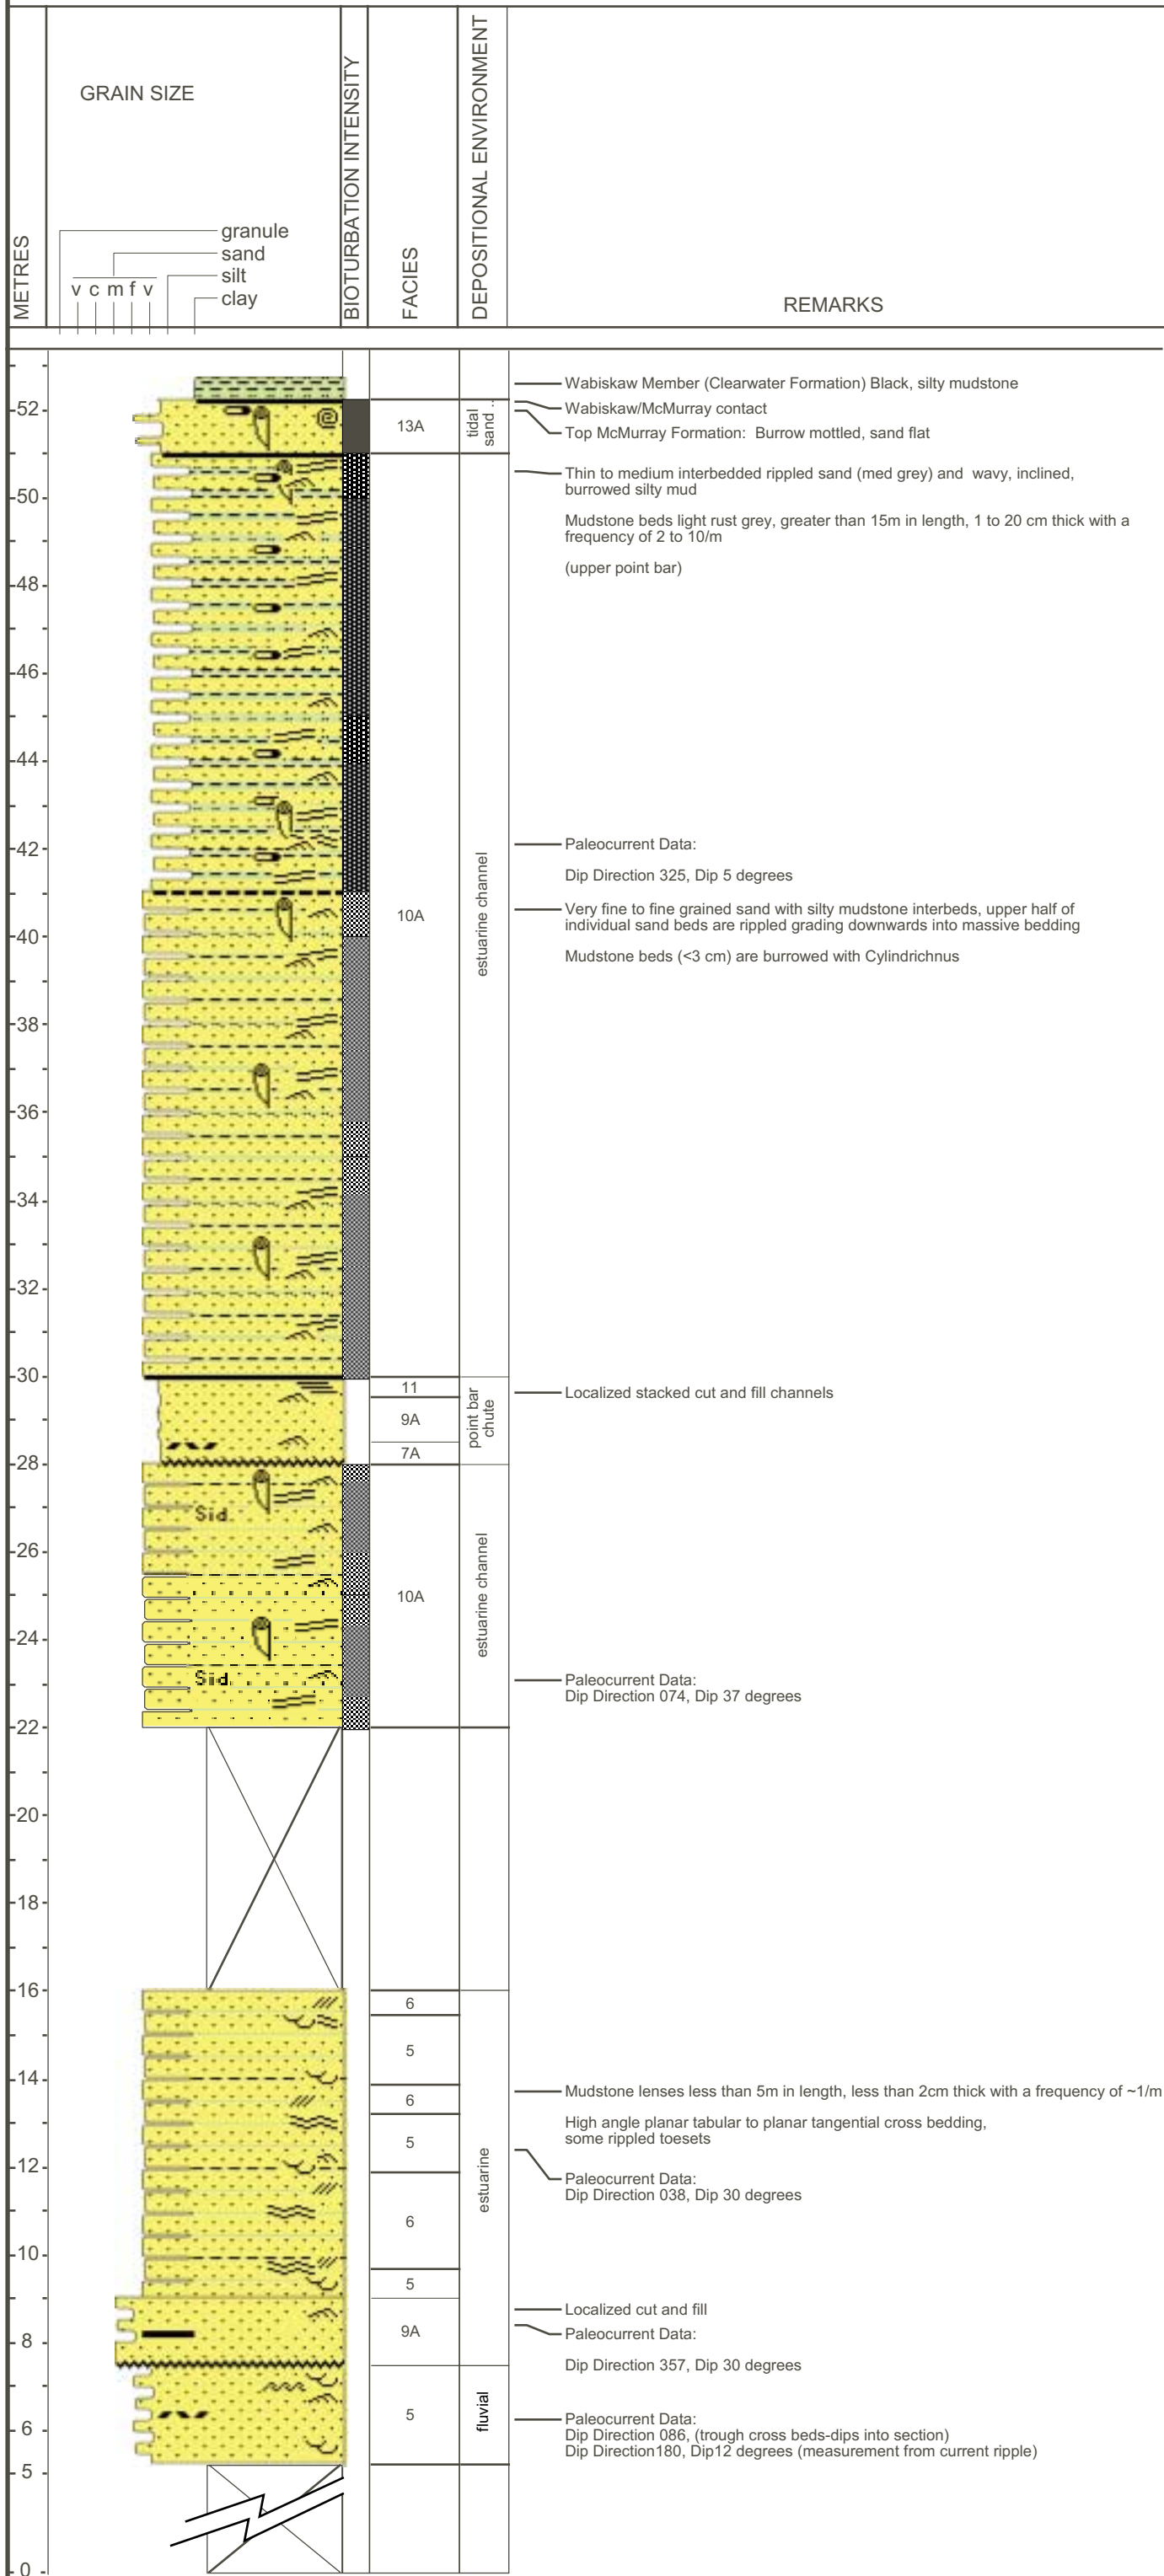 GRAIN SIZE
METRES
granule
sand
silt
clay
v c m f v
BIOTURBATION INTENSITY
FACIES
DEPOSITIONAL ENVIRONMENT
REMARKS
Wabiskaw Member (Clearwater Formation) Black, silty mudstone
52
Wabiskaw/McMurray contact
13A
tidal
sand ..
Top McMurray Formation: Burrow mottled, sand flat
Thin to medium interbedded rippled sand (med grey) and wavy, inclined,
burrowed silty mud
50
Mudstone beds light rust grey, greater than 15m in length, 1 to 20 cm thick with a
frequency of 2 to 10/m
(upper point bar)
48
46
44
42
Paleocurrent Data:
Dip Direction 325, Dip 5 degrees
10A
estuarine channel
Very fine to fine grained sand with silty mudstone interbeds, upper half of
individual sand beds are rippled grading downwards into massive bedding
40
Mudstone beds (<3 cm) are burrowed with Cylindrichnus
38
36
34
32
30
11
point bar
chute
Localized stacked cut and fill channels
9A
7A
28
Sid
26
10A
estuarine channel
24
Sid
Paleocurrent Data:
Dip Direction 074, Dip 37 degrees
22
20
18
16
6
5
14
Mudstone lenses less than 5m in length, less than 2cm thick with a frequency of ~1/m
6
High angle planar tabular to planar tangential cross bedding,
some rippled toesets
5
12
Paleocurrent Data:
Dip Direction 038, Dip 30 degrees
estuarine
6
10
5
Localized cut and fill
8
9A
Paleocurrent Data:
Dip Direction 357, Dip 30 degrees
5
fluvial
6
Paleocurrent Data:
Dip Direction 086, (trough cross beds-dips into section)
Dip Direction180, Dip12 degrees (measurement from current ripple)
5
0